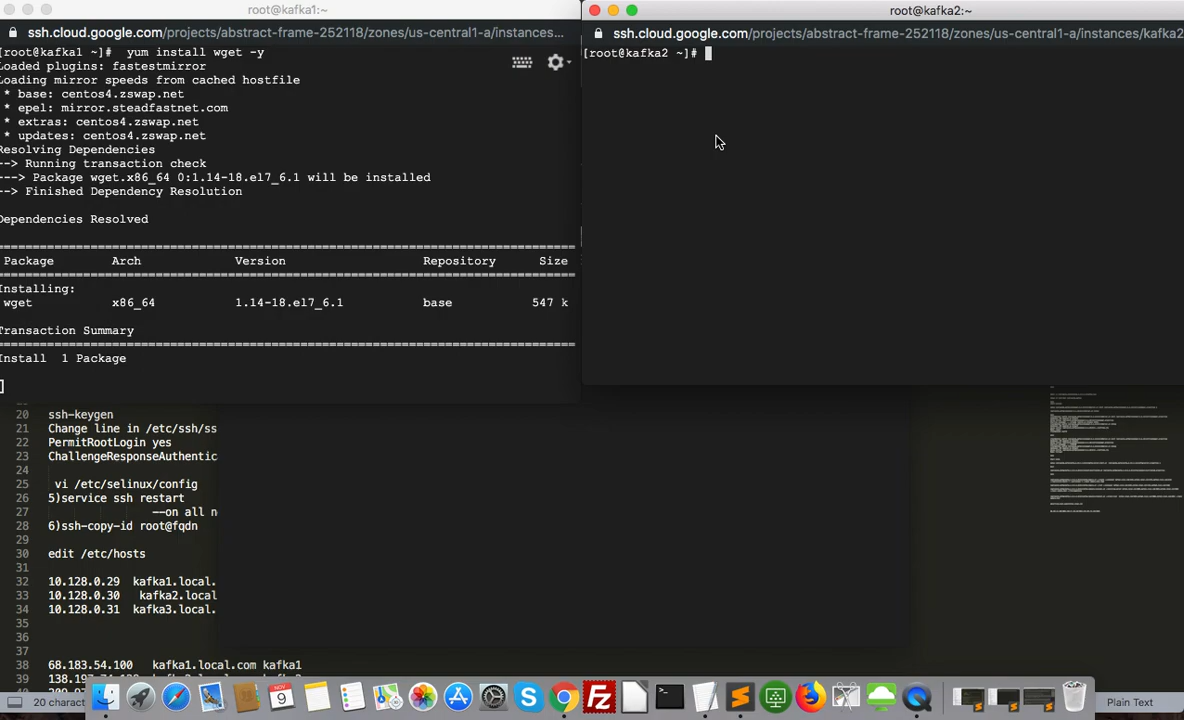 root@kafka1:~
ssh.cloud.google.com/projects/abstract-frame-252118/zones/us-central1-a/instances...
[root@kafka1 ~]#  yum install wget -y
Loaded plugins: fastestmirror
Loading mirror speeds from cached hostfile
* base: centos4.zswap.net
* epel: mirror.steadfastnet.com
* extras: centos4.zswap.net
* updates: centos4.zswap.net
Resolving Dependencies
--> Running transaction check
---> Package wget.x86_64 0:1.14-18.el7_6.1 will be installed
--> Finished Dependency Resolution
Dependencies Resolved
Package Arch Version Repository Size
Installing:
wget x86_64 1.14-18.el7_6.1 base 547 k
Transaction Summary
Install  1 Package
root@kafka2:~
ssh.cloud.google.com/projects/abstract-frame-252118/zones/us-central1-a/instances/kafka2
[root@kafka2 ~]#
20 ssh-keygen
21 Change line in /etc/ssh/ss
22 PermitRootLogin yes
23 ChallengeResponseAuthentic
24
25 vi /etc/selinux/config
26 5)service ssh restart
27 --on all n
28 6)ssh-copy-id root@fqdn
29
30 edit /etc/hosts
31
32 10.128.0.29  kafka1.local.
33 10.128.0.30   kafka2.local
34 10.128.0.31  kafka3.local.
35
36
37
38 68.183.54.100   kafka1.local.com kafka1
39
NOV
9
20 charact
Plain Text